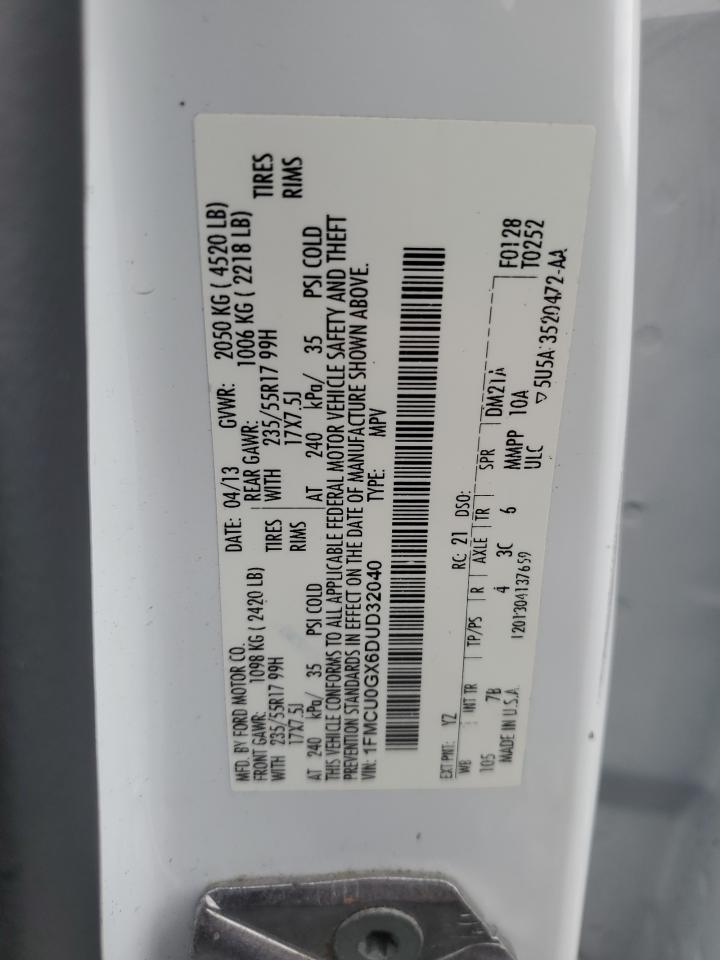 MFD. BY FORD MOTOR CO.
DATE: 04/13 GVWR: 2050 KG ( 4520 LB)
FRONT GAWR: 1098 KG ( 2420 LB) REAR GAWR: 1006 KG ( 2218 LB)
WITH 235/55R17 99H TIRES WITH 235/55R17 99H TIRES
17X7.5J RIMS 17X7.5J RIMS
AT 240 kPa/ 35 PSI COLD AT 240 kPa/ 35 PSI COLD
THIS VEHICLE CONFORMS TO ALL APPLICABLE FEDERAL MOTOR VEHICLE SAFETY AND THEFT
PREVENTION STANDARDS IN EFFECT ON THE DATE OF MANUFACTURE SHOWN ABOVE.
VIN: 1FMCU0GX6DUD32040 TYPE: MPV
EXT PNT: YZ RC: 21 DSO: F0128
WB INT TR TP/PS R AXLE TR SPR DM21A T0252
105 7B 4 3C 6 MMPP 10A
MADE IN U.S.A. 1201304137659 ULC ▽5U5A 3520472-AA